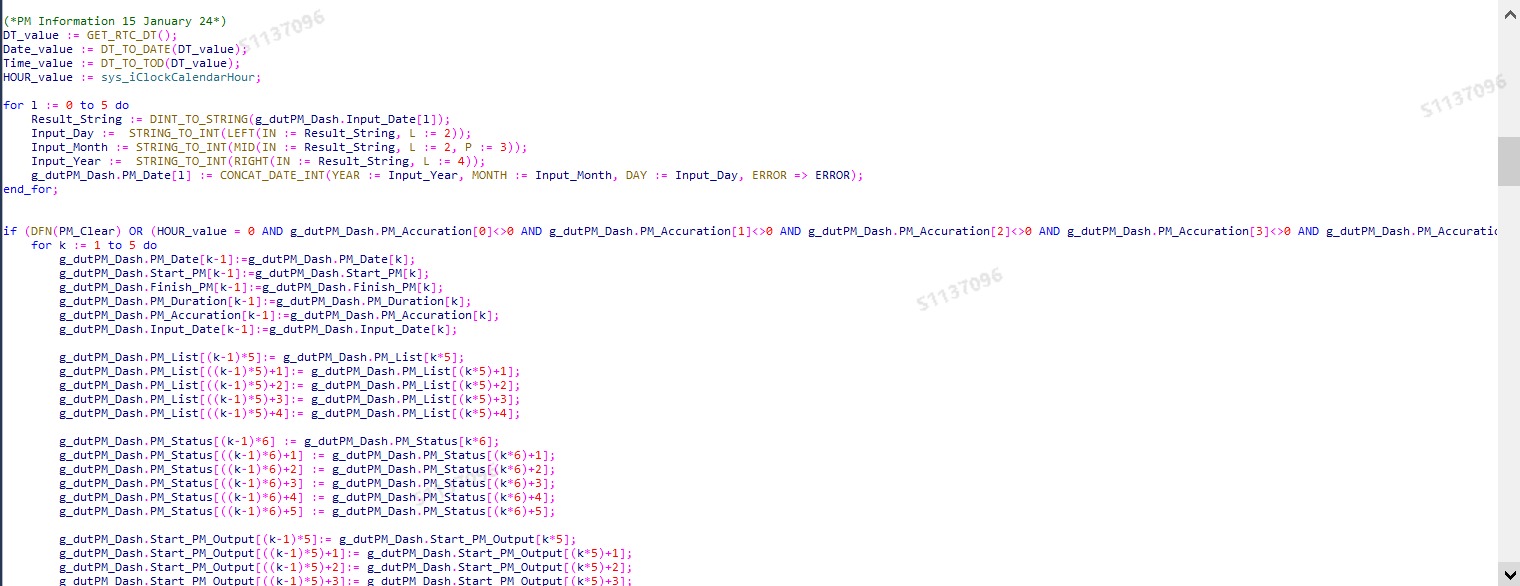 (*PM Information 15 January 24*)
DT_value := GET_RTC_DT();
Date_value := DT_TO_DATE(DT_value);
Time_value := DT_TO_TOD(DT_value);
HOUR_value := sys_iClockCalendarHour;
for l := 0 to 5 do
Result_String := DINT_TO_STRING(g_dutPM_Dash.Input_Date[l]);
Input_Day := STRING_TO_INT(LEFT(IN := Result_String, L := 2));
Input_Month := STRING_TO_INT(MID(IN := Result_String, L := 2, P := 3));
Input_Year := STRING_TO_INT(RIGHT(IN := Result_String, L := 4));
g_dutPM_Dash.PM_Date[l] := CONCAT_DATE_INT(YEAR := Input_Year, MONTH := Input_Month, DAY := Input_Day, ERROR => ERROR);
end_for;
if (DFN(PM_Clear) OR (HOUR_value = 0 AND g_dutPM_Dash.PM_Accuration[0]<>0 AND g_dutPM_Dash.PM_Accuration[1]<>0 AND g_dutPM_Dash.PM_Accuration[2]<>0 AND g_dutPM_Dash.PM_Accuration[3]<>0 AND g_dutPM_Dash.PM_Accuratic
for k := 1 to 5 do
g_dutPM_Dash.PM_Date[k-1]:=g_dutPM_Dash.PM_Date[k];
g_dutPM_Dash.Start_PM[k-1]:=g_dutPM_Dash.Start_PM[k];
g_dutPM_Dash.Finish_PM[k-1]:=g_dutPM_Dash.Finish_PM[k];
g_dutPM_Dash.PM_Duration[k-1]:=g_dutPM_Dash.PM_Duration[k];
g_dutPM_Dash.PM_Accuration[k-1]:=g_dutPM_Dash.PM_Accuration[k];
g_dutPM_Dash.Input_Date[k-1]:=g_dutPM_Dash.Input_Date[k];
g_dutPM_Dash.PM_List[(k-1)*5]:= g_dutPM_Dash.PM_List[k*5];
g_dutPM_Dash.PM_List[((k-1)*5)+1]:= g_dutPM_Dash.PM_List[(k*5)+1];
g_dutPM_Dash.PM_List[((k-1)*5)+2]:= g_dutPM_Dash.PM_List[(k*5)+2];
g_dutPM_Dash.PM_List[((k-1)*5)+3]:= g_dutPM_Dash.PM_List[(k*5)+3];
g_dutPM_Dash.PM_List[((k-1)*5)+4]:= g_dutPM_Dash.PM_List[(k*5)+4];
g_dutPM_Dash.PM_Status[(k-1)*6] := g_dutPM_Dash.PM_Status[k*6];
g_dutPM_Dash.PM_Status[((k-1)*6)+1] := g_dutPM_Dash.PM_Status[(k*6)+1];
g_dutPM_Dash.PM_Status[((k-1)*6)+2] := g_dutPM_Dash.PM_Status[(k*6)+2];
g_dutPM_Dash.PM_Status[((k-1)*6)+3] := g_dutPM_Dash.PM_Status[(k*6)+3];
g_dutPM_Dash.PM_Status[((k-1)*6)+4] := g_dutPM_Dash.PM_Status[(k*6)+4];
g_dutPM_Dash.PM_Status[((k-1)*6)+5] := g_dutPM_Dash.PM_Status[(k*6)+5];
g_dutPM_Dash.Start_PM_Output[(k-1)*5]:= g_dutPM_Dash.Start_PM_Output[k*5];
g_dutPM_Dash.Start_PM_Output[((k-1)*5)+1]:= g_dutPM_Dash.Start_PM_Output[(k*5)+1];
g_dutPM_Dash.Start_PM_Output[((k-1)*5)+2]:= g_dutPM_Dash.Start_PM_Output[(k*5)+2];
g_dutPM_Dash.Start_PM_Output[((k-1)*5)+3]:= g_dutPM_Dash.Start_PM_Output[(k*5)+3];
S1137096
S1137096
S1137096